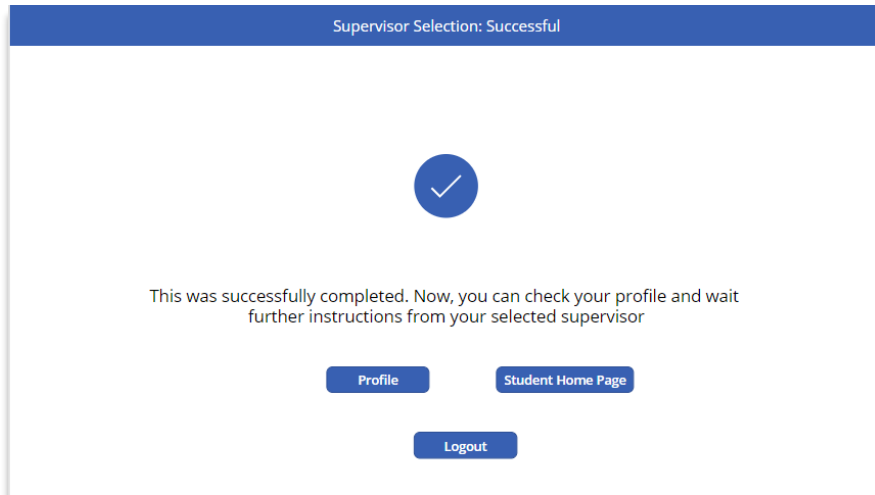 Supervisor Selection: Successful
This was successfully completed. Now, you can check your profile and wait
further instructions from your selected supervisor
Profile
Student Home Page
Logout